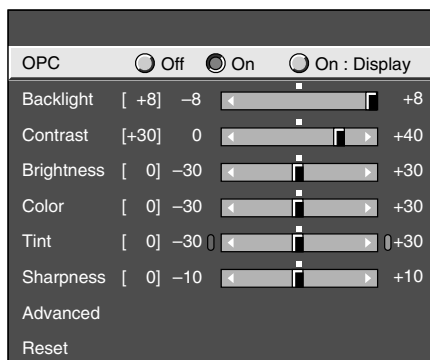 OPC Off On On : Display
Backlight [ +8] –8 +8
Contrast [+30] 0 +40
Brightness [ 0] –30 +30
Color [ 0] –30 +30
Tint [ 0] –30 +30
Sharpness [ 0] –10 +10
Advanced
Reset